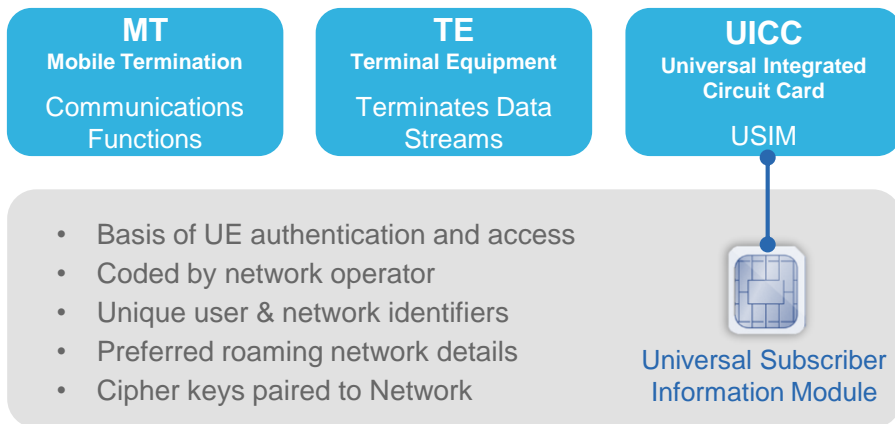 MT
Mobile Termination
Communications
Functions
TE
Terminal Equipment
Terminates Data
Streams
UICC
Universal Integrated
Circuit Card
USIM
• Basis of UE authentication and access
• Coded by network operator
• Unique user & network identifiers
• Preferred roaming network details
• Cipher keys paired to Network
Universal Subscriber
Information Module